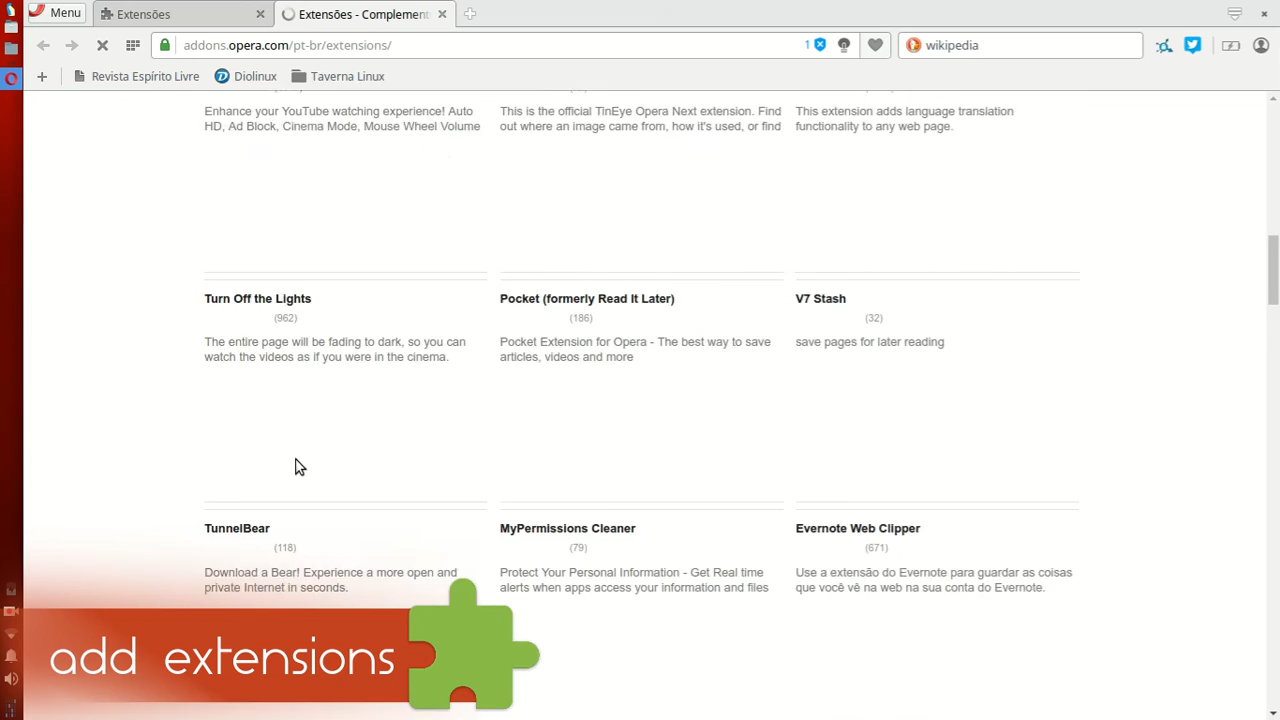 Menu
Extensões
Extensões - Complement
addons.opera.com/pt-br/extensions/
1
wikipedia
Revista Espírito Livre
Diolinux
Taverna Linux
Enhance your YouTube watching experience! Auto
HD, Ad Block, Cinema Mode, Mouse Wheel Volume
This is the official TinEye Opera Next extension. Find
out where an image came from, how it's used, or find
This extension adds language translation
functionality to any web page.
Turn Off the Lights
(962)
The entire page will be fading to dark, so you can
watch the videos as if you were in the cinema.
Pocket (formerly Read It Later)
(186)
Pocket Extension for Opera - The best way to save
articles, videos and more
V7 Stash
(32)
save pages for later reading
TunnelBear
(118)
Download a Bear! Experience a more open and
private Internet in seconds.
MyPermissions Cleaner
(79)
Protect Your Personal Information - Get Real time
alerts when apps access your information and files
Evernote Web Clipper
(671)
Use a extensão do Evernote para guardar as coisas
que você vê na web na sua conta do Evernote.
add extensions